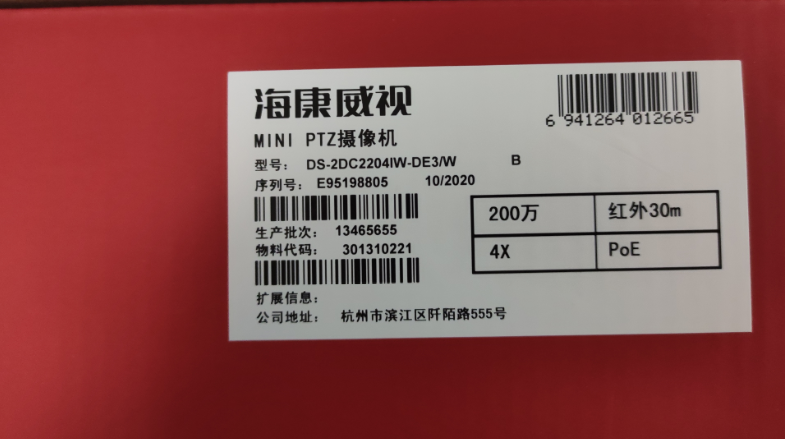 海康威视
6 941264 012665
MINI PTZ摄像机
型号： DS-2DC2204IW-DE3/W B
序列号： E95198805 10/2020
200万 红外30m
生产批次： 13465655
物料代码： 301310221
4X PoE
扩展信息：
公司地址： 杭州市滨江区阡陌路555号